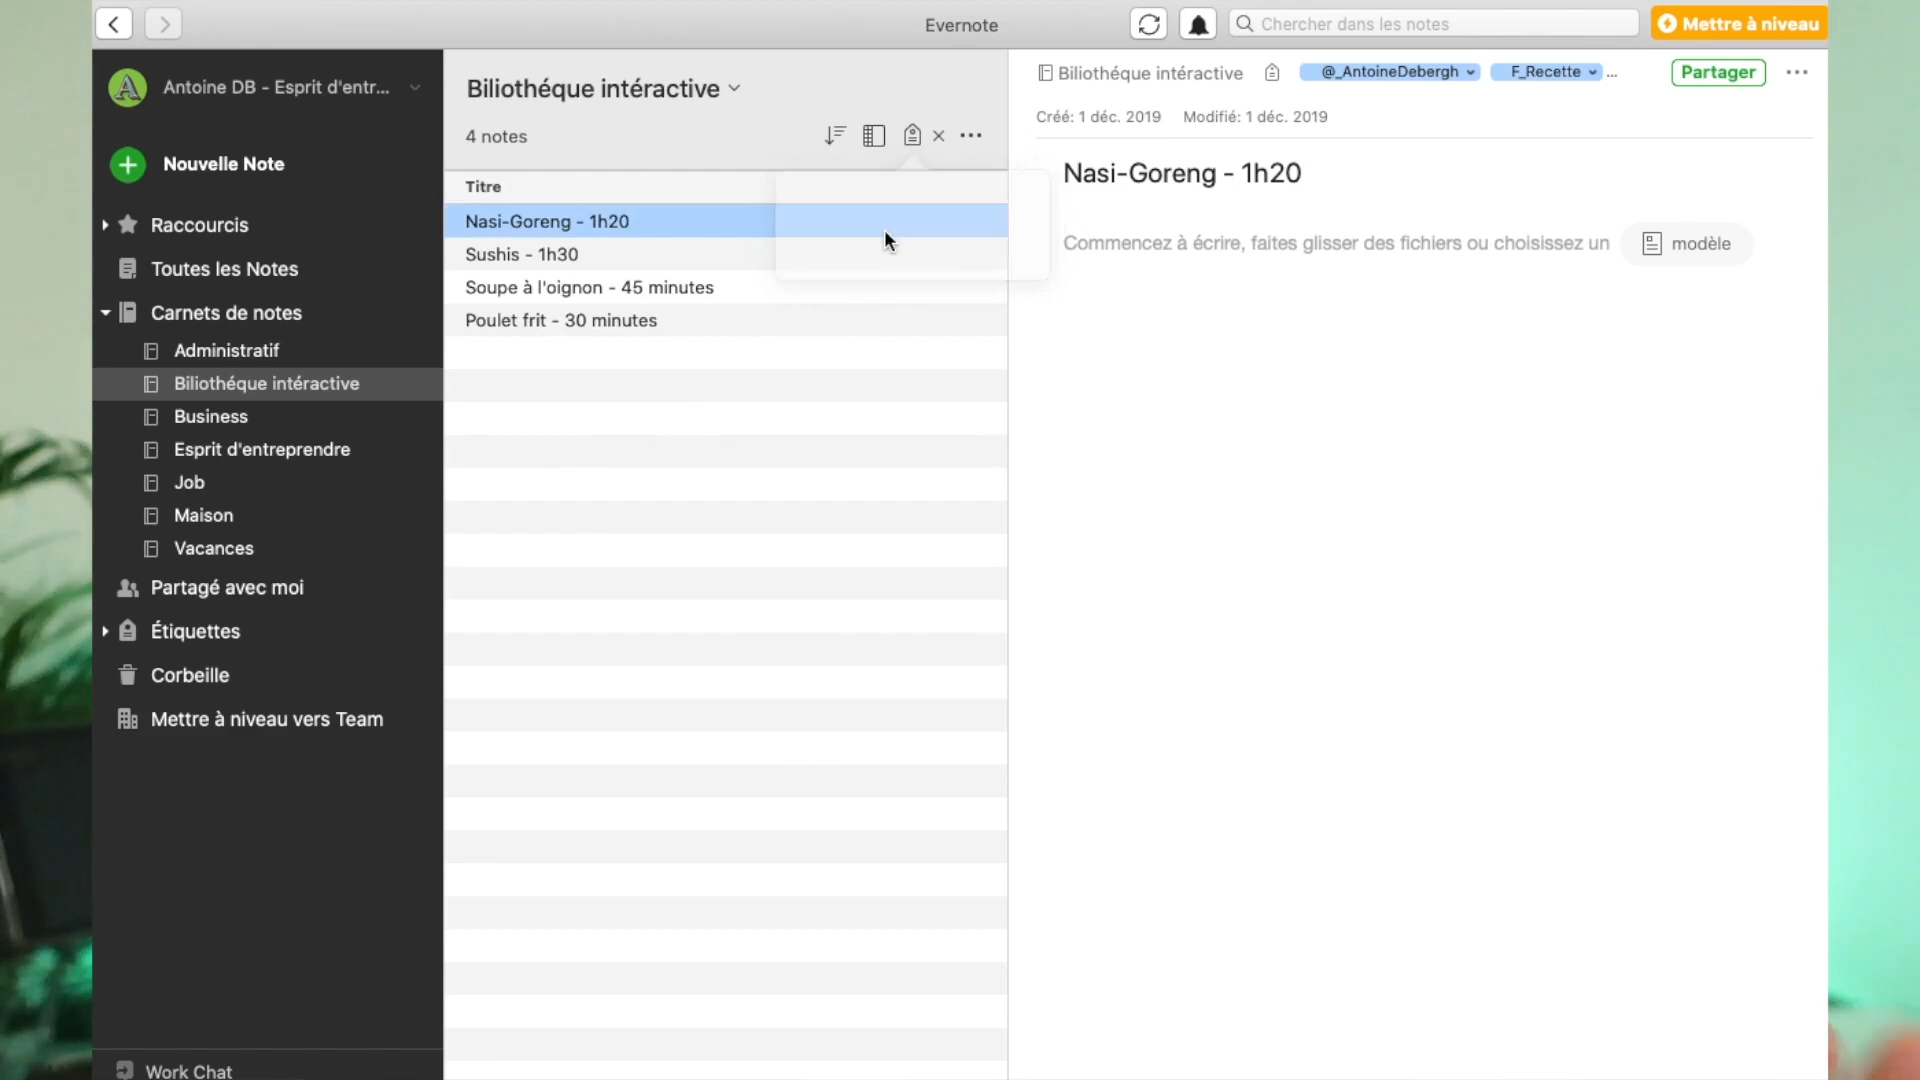 Evernote
Chercher dans les notes
Mettre à niveau
Antoine DB - Esprit d'entr...
Nouvelle Note
Raccourcis
Toutes les Notes
Carnets de notes
Administratif
Biliothéque intéractive
Business
Esprit d'entreprendre
Job
Maison
Vacances
Partagé avec moi
Étiquettes
Corbeille
Mettre à niveau vers Team
Work Chat
Biliothéque intéractive
4 notes
Titre
Nasi-Goreng - 1h20
Sushis - 1h30
Soupe à l'oignon - 45 minutes
Poulet frit - 30 minutes
Biliothéque intéractive @_AntoineDebergh F_Recette ...
Partager
Créé: 1 déc. 2019 Modifié: 1 déc. 2019
Nasi-Goreng - 1h20
Commencez à écrire, faites glisser des fichiers ou choisissez un modèle